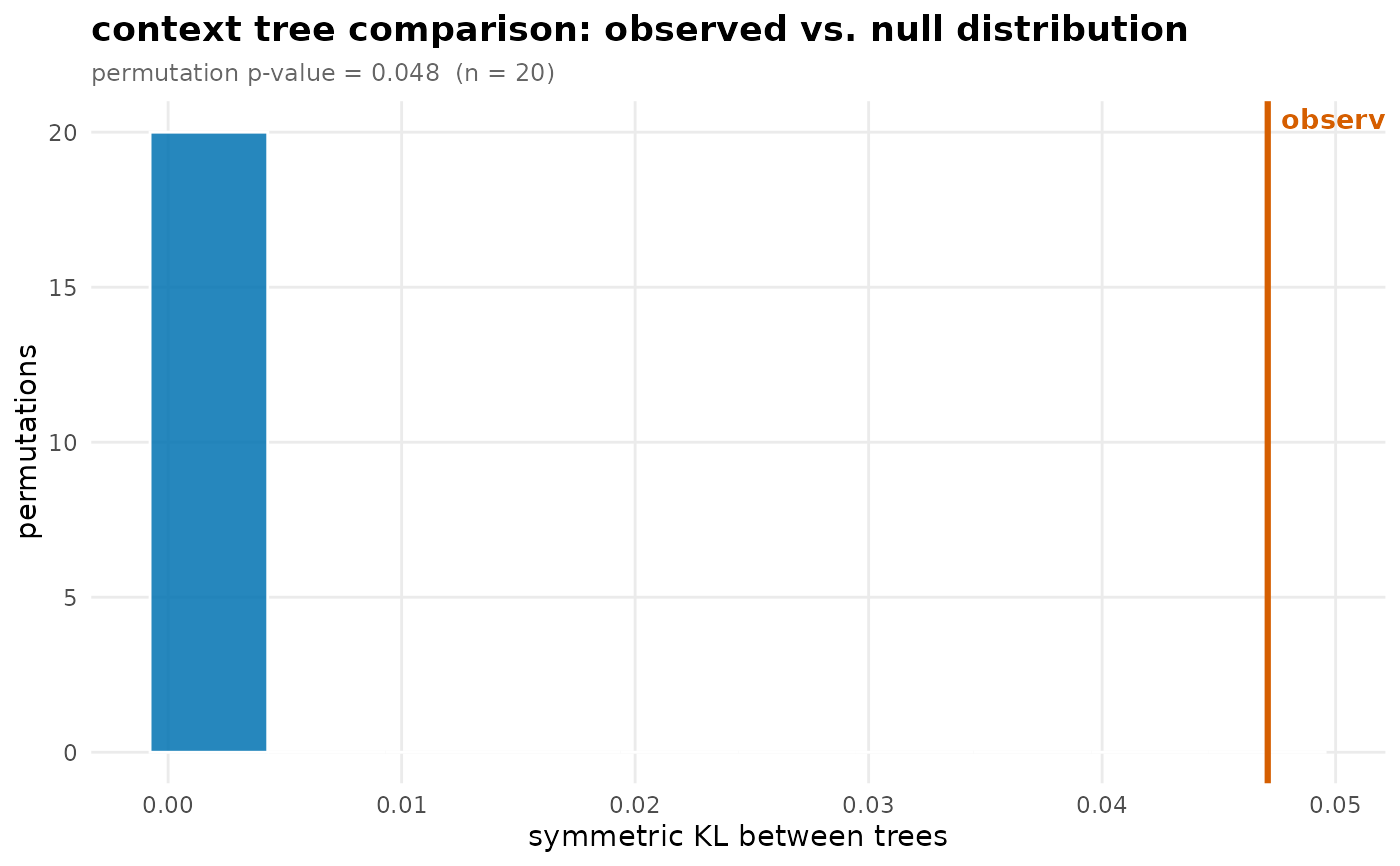 context tree comparison: observed vs. null distribution
permutation p-value = 0.048  (n = 20)
observ
20
15
10
5
0
permutations
0.00 0.01 0.02 0.03 0.04 0.05
symmetric KL between trees